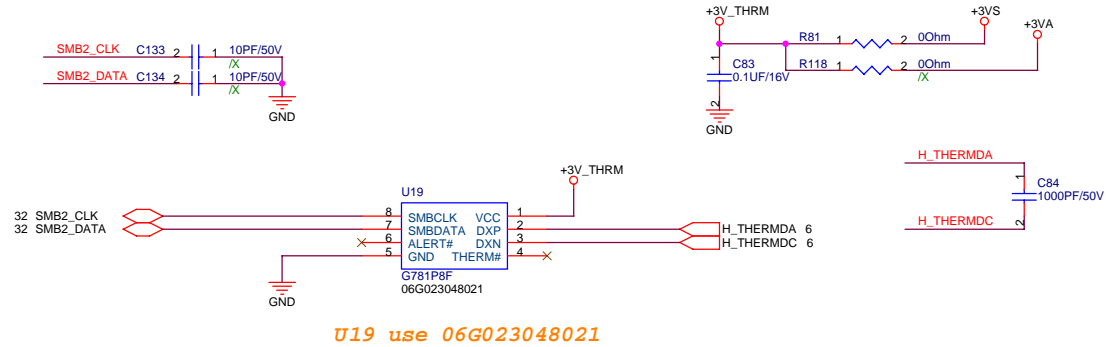 +3V_THRM +3VS +3VA
SMB2_CLK C133 2 1 10PF/50V
/X
SMB2_DATA C134 2 1 10PF/50V
/X
GND
R81 1 2 0Ohm
R118 1 2 0Ohm
/X
1 C83
0.1UF/16V
2
GND
H_THERMDA
1 C84
1000PF/50V
H_THERMDC 2
+3V_THRM
U19
32 SMB2_CLK 8 SMBCLK VCC 1
32 SMB2_DATA 7 SMBDATA DXP 2 H_THERMDA 6
6 ALERT# DXN 3 H_THERMDC 6
5 GND THERM# 4
G781P8F
06G023048021
GND
U19 use 06G023048021